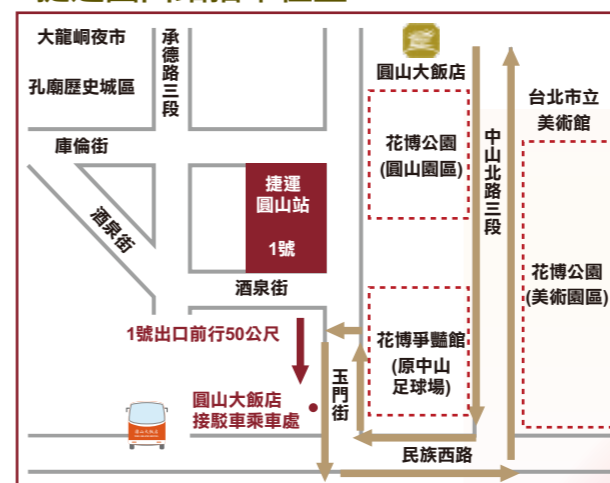 大龍峒夜市
孔廟歷史城區
承德路三段
圓山大飯店
台北市立
美術館
花博公園
(圓山園區)
中山北路三段
庫倫街
酒泉街
捷運
圓山站
1號
酒泉街
花博公園
(美術園區)
1號出口前行50公尺
花博爭豔館
(原中山
足球場)
玉門街
圓山大飯店
接駁車乘車處
民族西路